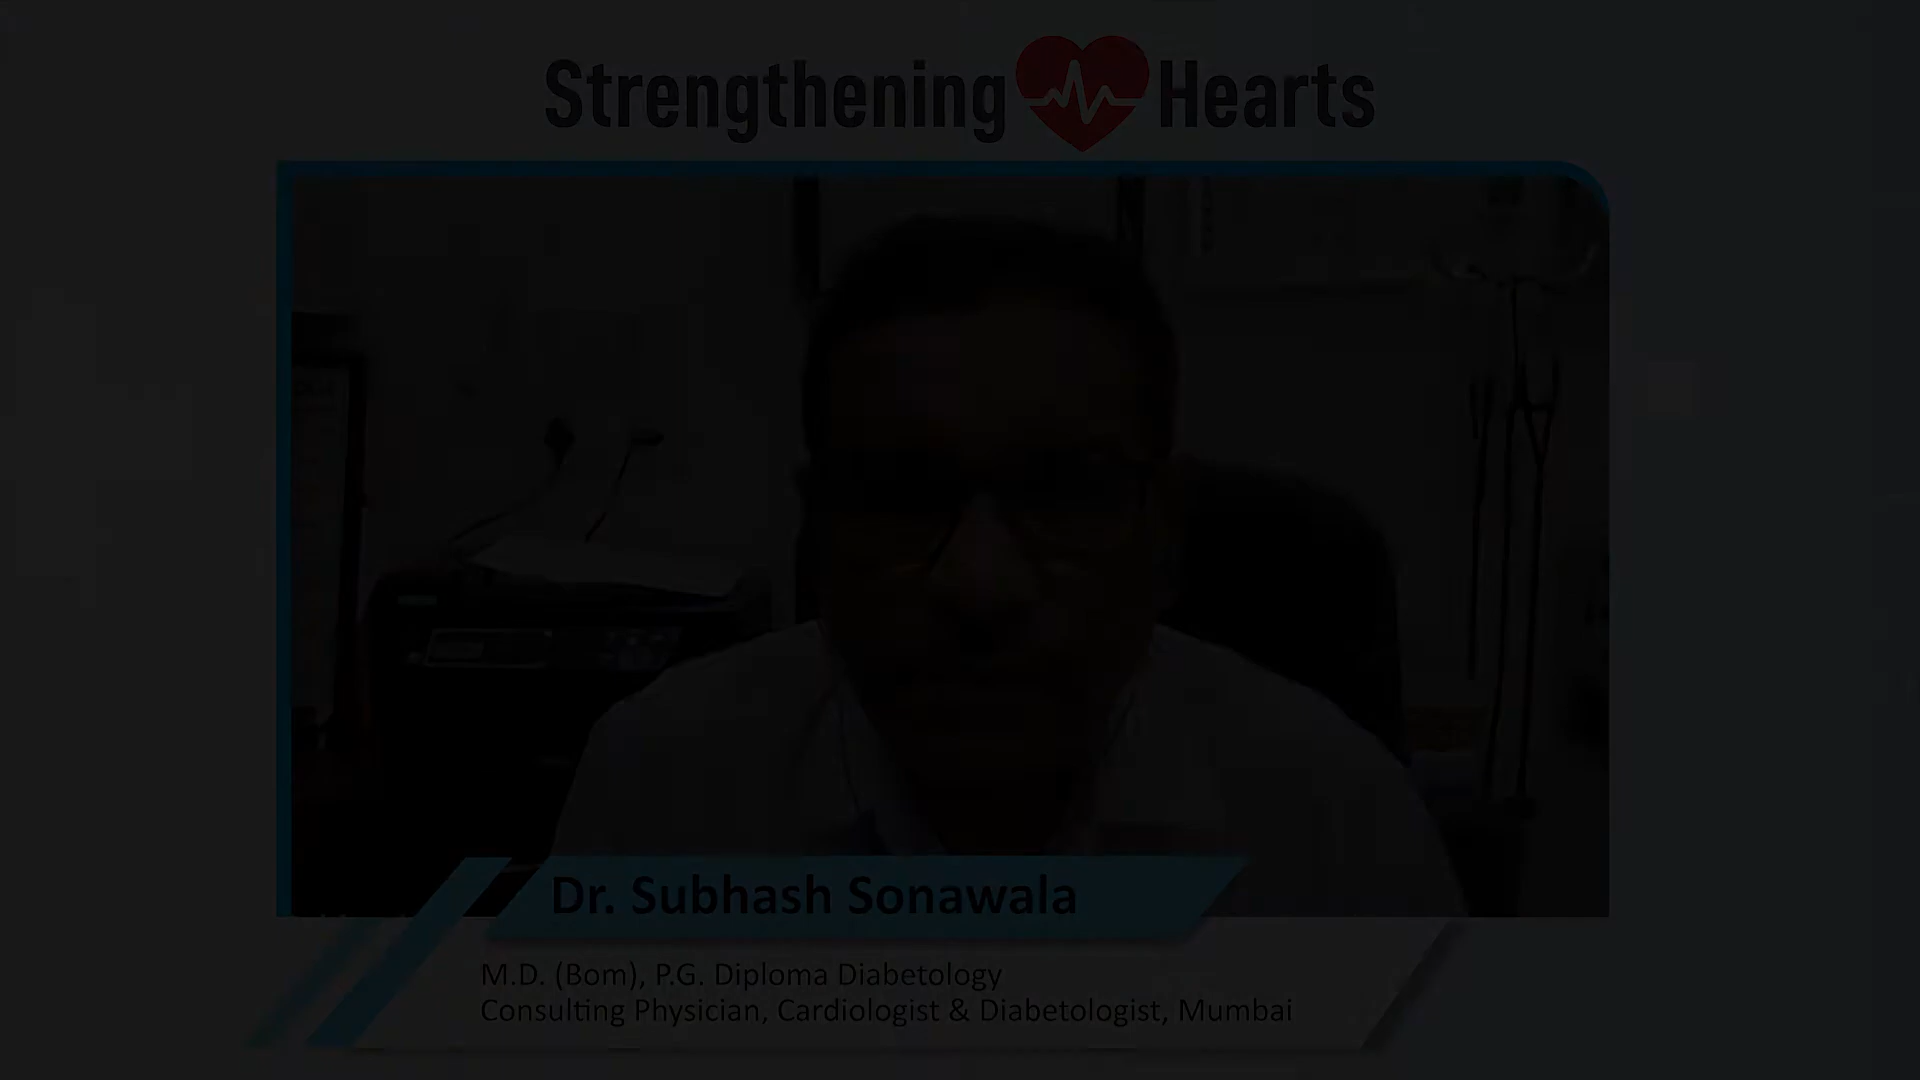 Strengthening Hearts
Dr. Subhash Sonawala
M.D. (Bom), P.G. Diploma Diabetology
Consulting Physician, Cardiologist & Diabetologist, Mumbai